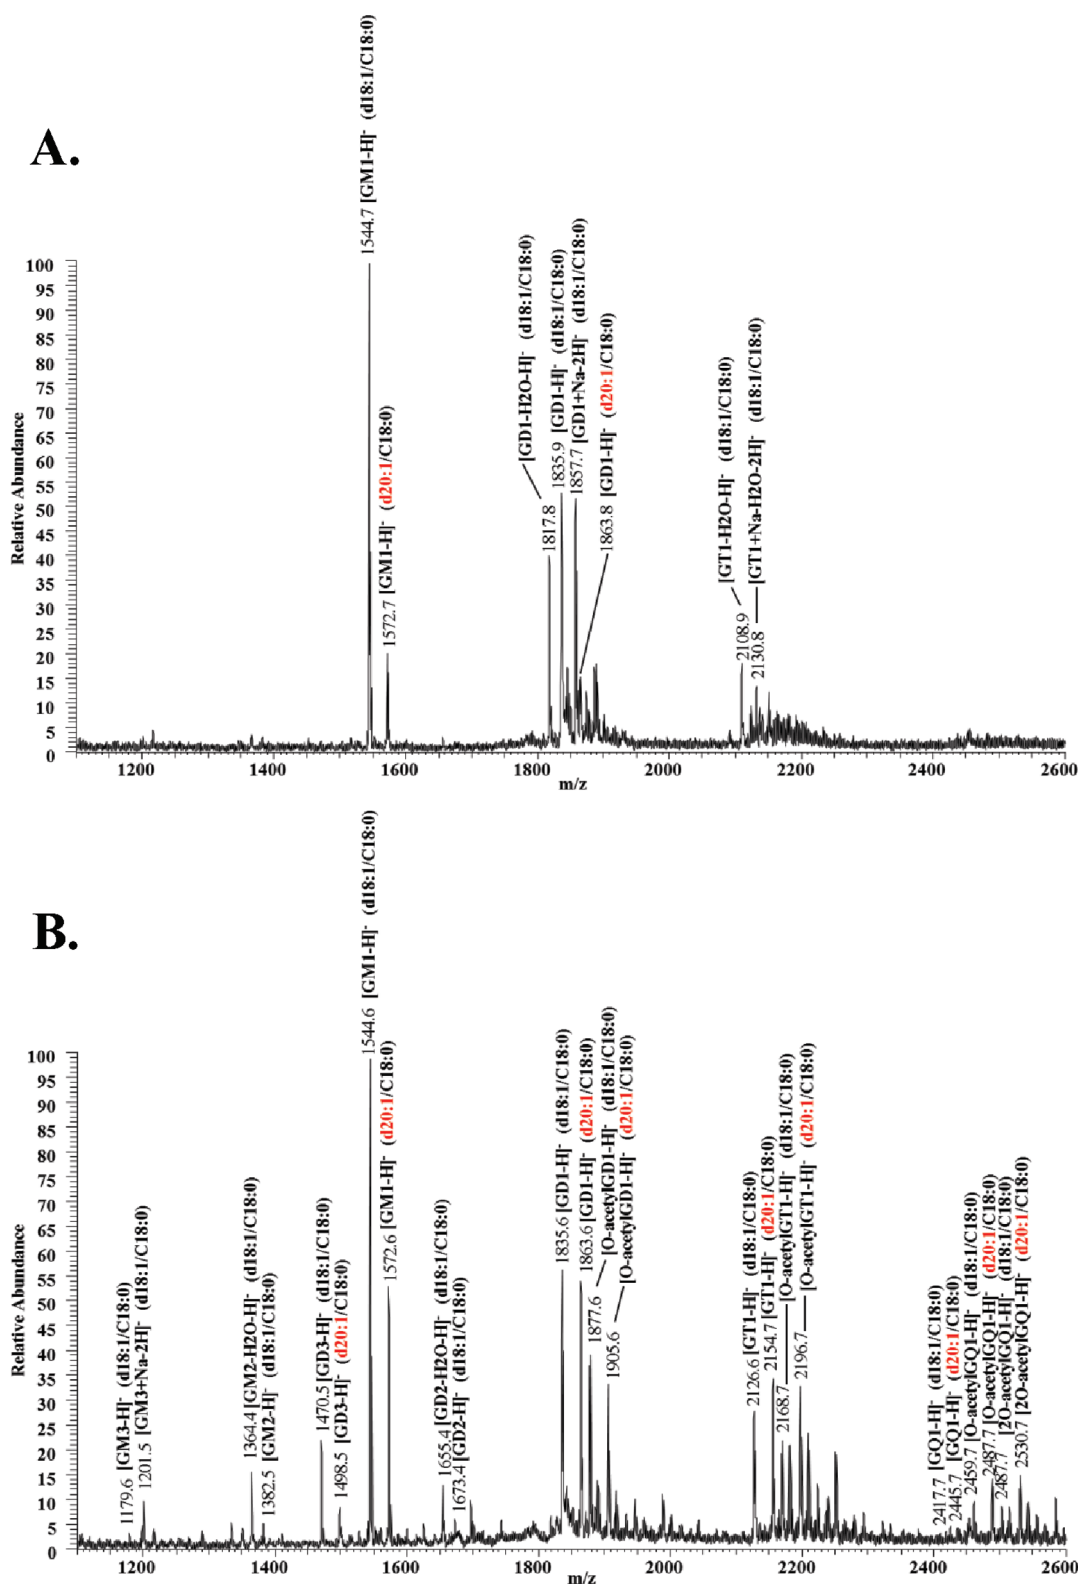 A.
1544.7 [GM1-H]⁻ (d18:1/C18:0)
1572.7 [GM1-H]⁻ (d20:1/C18:0)
[GD1-H2O-H]⁻ (d18:1/C18:0)
1817.8
1835.9 [GD1-H]⁻ (d18:1/C18:0)
1857.7 [GD1+Na-2H]⁻ (d18:1/C18:0)
1863.8 [GD1-H]⁻ (d20:1/C18:0)
[GT1-H2O-H]⁻ (d18:1/C18:0)
2108.9
[GT1+Na-H2O-2H]⁻ (d18:1/C18:0)
2130.8
Relative Abundance
100
95
90
85
80
75
70
65
60
55
50
45
40
35
30
25
20
15
10
5
0
1200 1400 1600 1800 2000 2200 2400 2600
m/z
B.
1179.6 [GM3-H]⁻ (d18:1/C18:0)
1201.5 [GM3+Na-2H]⁻ (d18:1/C18:0)
1364.4 [GM2-H2O-H]⁻ (d18:1/C18:0)
1382.5 [GM2-H]⁻ (d18:1/C18:0)
1470.5 [GD3-H]⁻ (d18:1/C18:0)
1498.5 [GD3-H]⁻ (d20:1/C18:0)
1544.6 [GM1-H]⁻ (d18:1/C18:0)
1572.6 [GM1-H]⁻ (d20:1/C18:0)
1655.4 [GD2-H2O-H]⁻ (d18:1/C18:0)
1673.4 [GD2-H]⁻ (d18:1/C18:0)
1835.6 [GD1-H]⁻ (d18:1/C18:0)
1863.6 [GD1-H]⁻ (d20:1/C18:0)
1877.6 [O-acetylGD1-H]⁻ (d18:1/C18:0)
1905.6 [O-acetylGD1-H]⁻ (d20:1/C18:0)
2126.6 [GT1-H]⁻ (d18:1/C18:0)
2154.7 [GT1-H]⁻ (d20:1/C18:0)
2168.7 [O-acetylGT1-H]⁻ (d18:1/C18:0)
2196.7 [O-acetylGT1-H]⁻ (d20:1/C18:0)
2417.7 [GQ1-H]⁻ (d18:1/C18:0)
2445.7 [GQ1-H]⁻ (d20:1/C18:0)
2459.7 [O-acetylGQ1-H]⁻ (d18:1/C18:0)
2487.7 [O-acetylGQ1-H]⁻ (d20:1/C18:0)
2487.7 [2O-acetylGQ1-H]⁻ (d18:1/C18:0)
2530.7 [2O-acetylGQ1-H]⁻ (d20:1/C18:0)
Relative Abundance
100
95
90
85
80
75
70
65
60
55
50
45
40
35
30
25
20
15
10
5
0
1200 1400 1600 1800 2000 2200 2400 2600
m/z